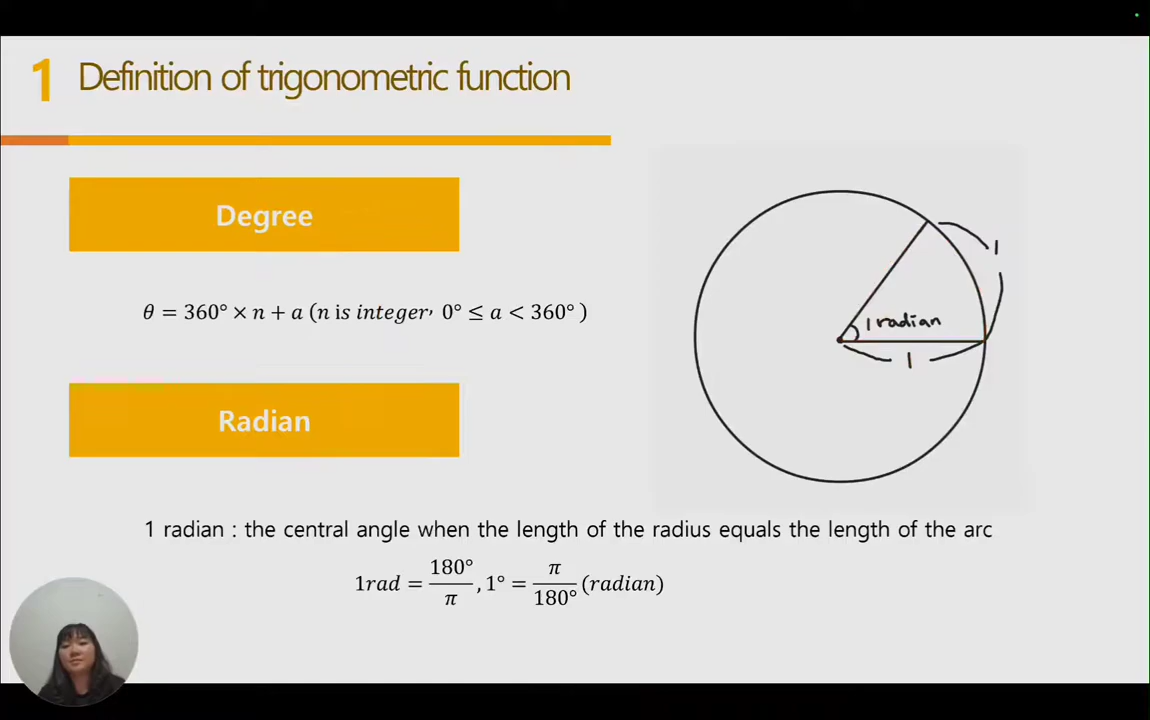 1 Definition of trigonometric function
Degree
θ = 360° × n + a (n is integer, 0° ≤ a < 360° )
1
1 radian
1
Radian
1 radian : the central angle when the length of the radius equals the length of the arc
1rad = 180°/π , 1° = π/180° (radian)